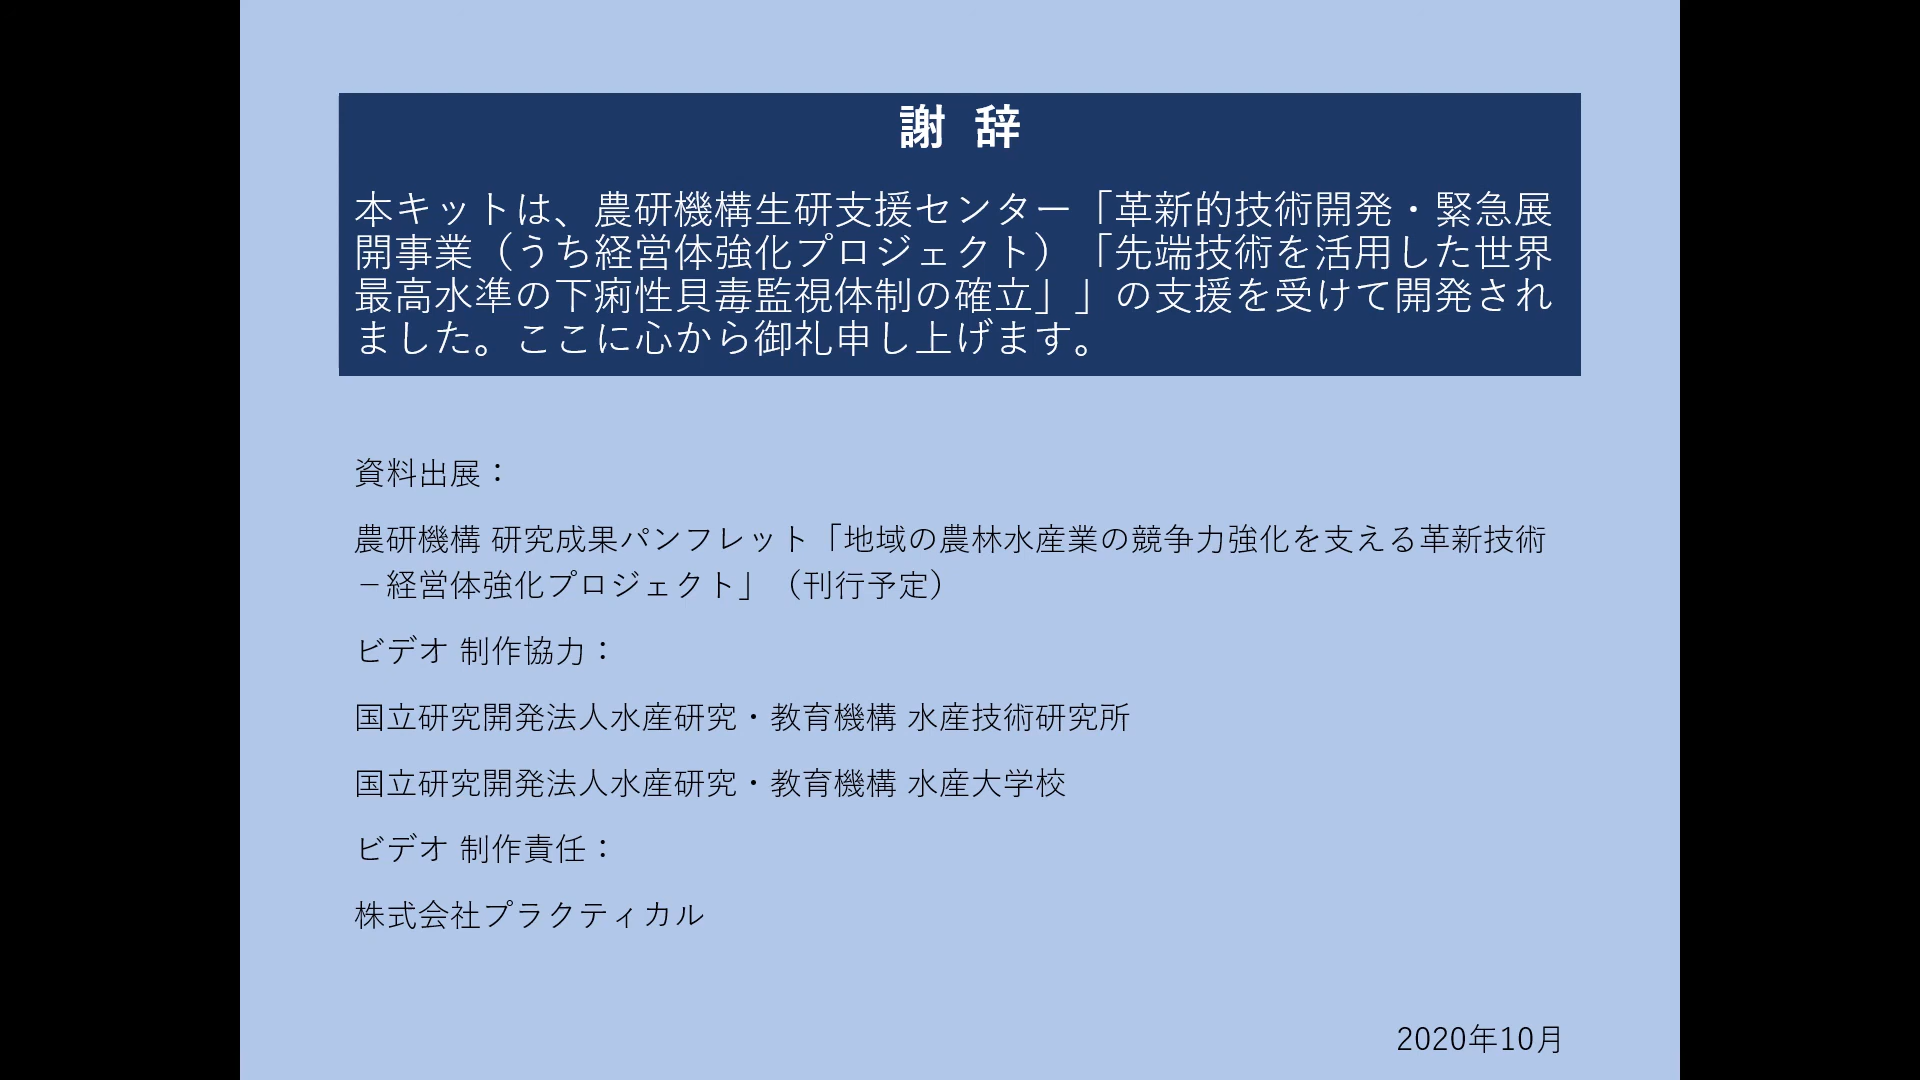 謝 辞
本キットは、農研機構生研支援センター「革新的技術開発・緊急展
開事業（うち経営体強化プロジェクト）「先端技術を活用した世界
最高水準の下痢性貝毒監視体制の確立」」の支援を受けて開発され
ました。ここに心から御礼申し上げます。
資料出展：
農研機構 研究成果パンフレット「地域の農林水産業の競争力強化を支える革新技術
－経営体強化プロジェクト」（刊行予定）
ビデオ 制作協力：
国立研究開発法人水産研究・教育機構 水産技術研究所
国立研究開発法人水産研究・教育機構 水産大学校
ビデオ 制作責任：
株式会社プラクティカル
2020年10月